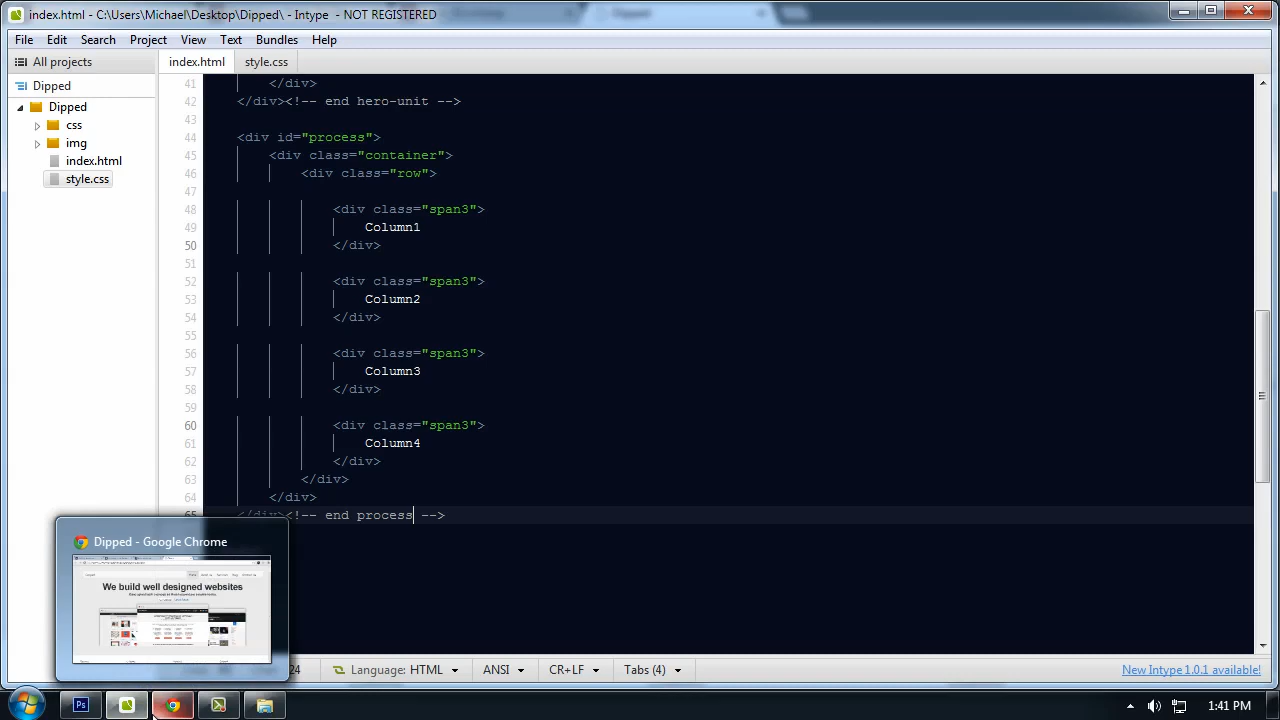 index.html - C:\Users\Michael\Desktop\Dipped\ - Intype - NOT REGISTERED
Dipped
File Edit Search Project View Text Bundles Help
All projects
index.html style.css
Dipped
Dipped
css
img
index.html
style.css
41 </div>
42 </div><!-- end hero-unit -->
43
44 <div id="process">
45 <div class="container">
46 <div class="row">
47
48 <div class="span3">
49 Column1
50 </div>
51
52 <div class="span3">
53 Column2
54 </div>
55
56 <div class="span3">
57 Column3
58 </div>
59
60 <div class="span3">
61 Column4
62 </div>
63 </div>
64 </div>
65 </div><!-- end process -->
Dipped - Google Chrome
We build well designed websites
24 Language: HTML ANSI CR+LF Tabs (4) New Intype 1.0.1 available!
Ps
1:41 PM